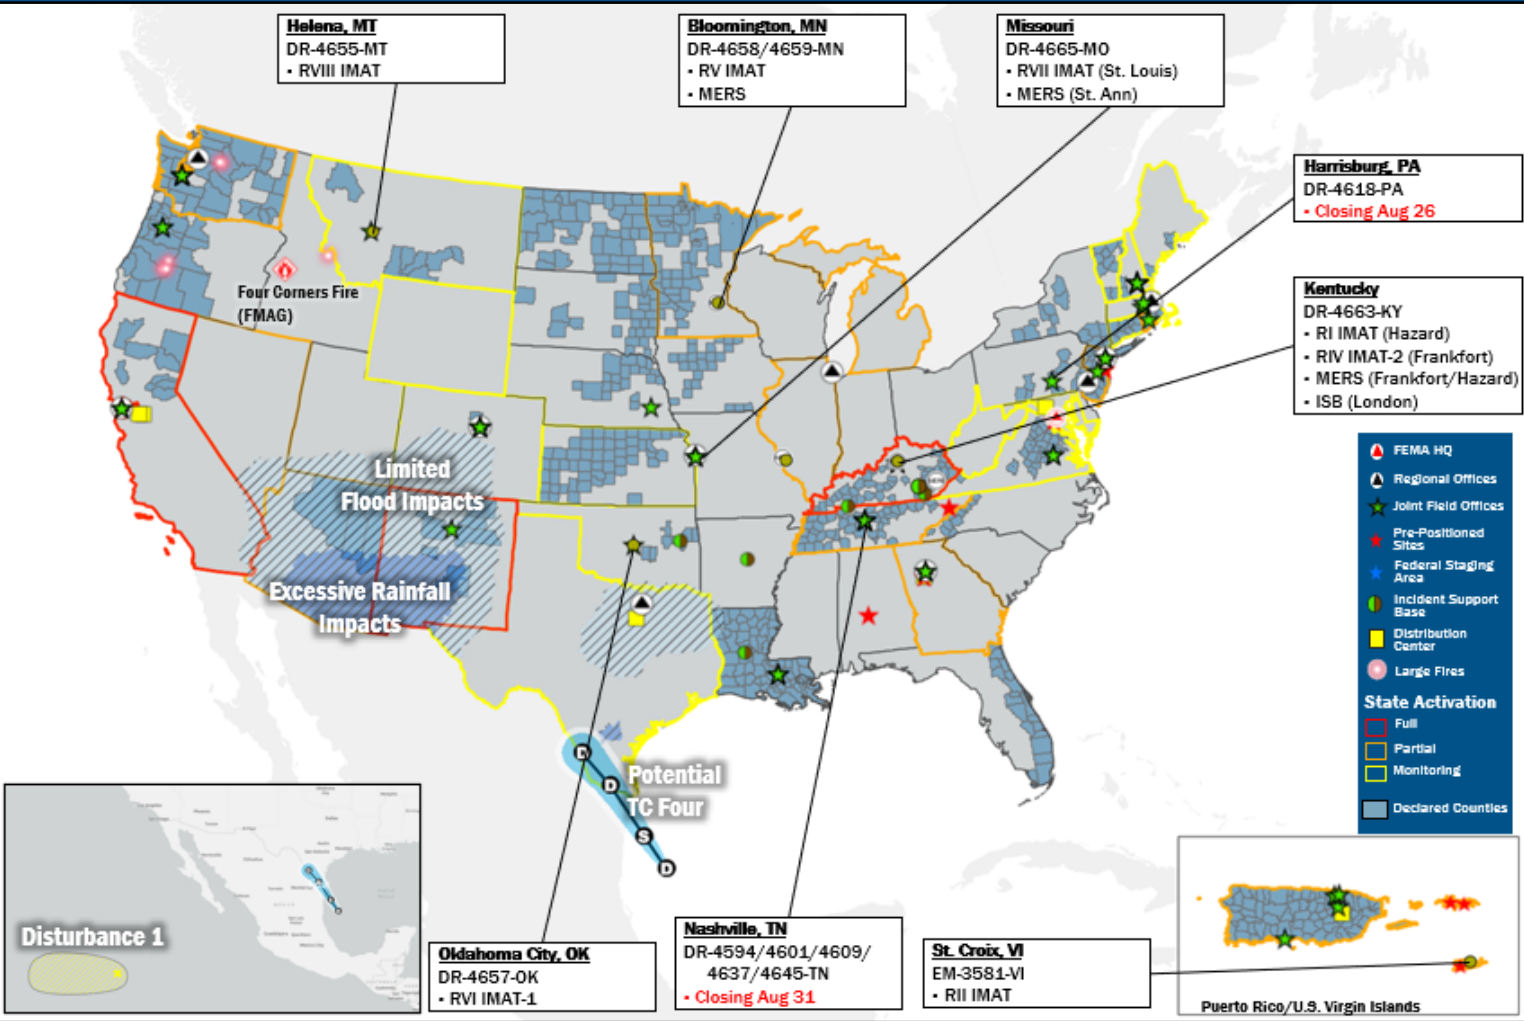 Helena, MT
DR-4655-MT
▪ RVIII IMAT
Bloomington, MN
DR-4658/4659-MN
▪ RV IMAT
▪ MERS
Missouri
DR-4665-MO
▪ RVII IMAT (St. Louis)
▪ MERS (St. Ann)
Harrisburg, PA
DR-4618-PA
▪ Closing Aug 26
Kentucky
DR-4663-KY
▪ RI IMAT (Hazard)
▪ RIV IMAT-2 (Frankfort)
▪ MERS (Frankfort/Hazard)
▪ ISB (London)
Four Corners Fire
(FMAG)
Limited
Flood Impacts
Excessive Rainfall
Impacts
FEMA HQ
Regional Offices
Joint Field Offices
Pre-Positioned
Sites
Federal Staging
Area
Incident Support
Base
Distribution
Center
Large Fires
State Activation
Full
Partial
Monitoring
Declared Counties
D
D
S
D
Potential
TC Four
Disturbance 1
Oklahoma City, OK
DR-4657-OK
▪ RVI IMAT-1
Nashville, TN
DR-4594/4601/4609/
4637/4645-TN
▪ Closing Aug 31
St. Croix, VI
EM-3581-VI
▪ RII IMAT
Puerto Rico/U.S. Virgin Islands